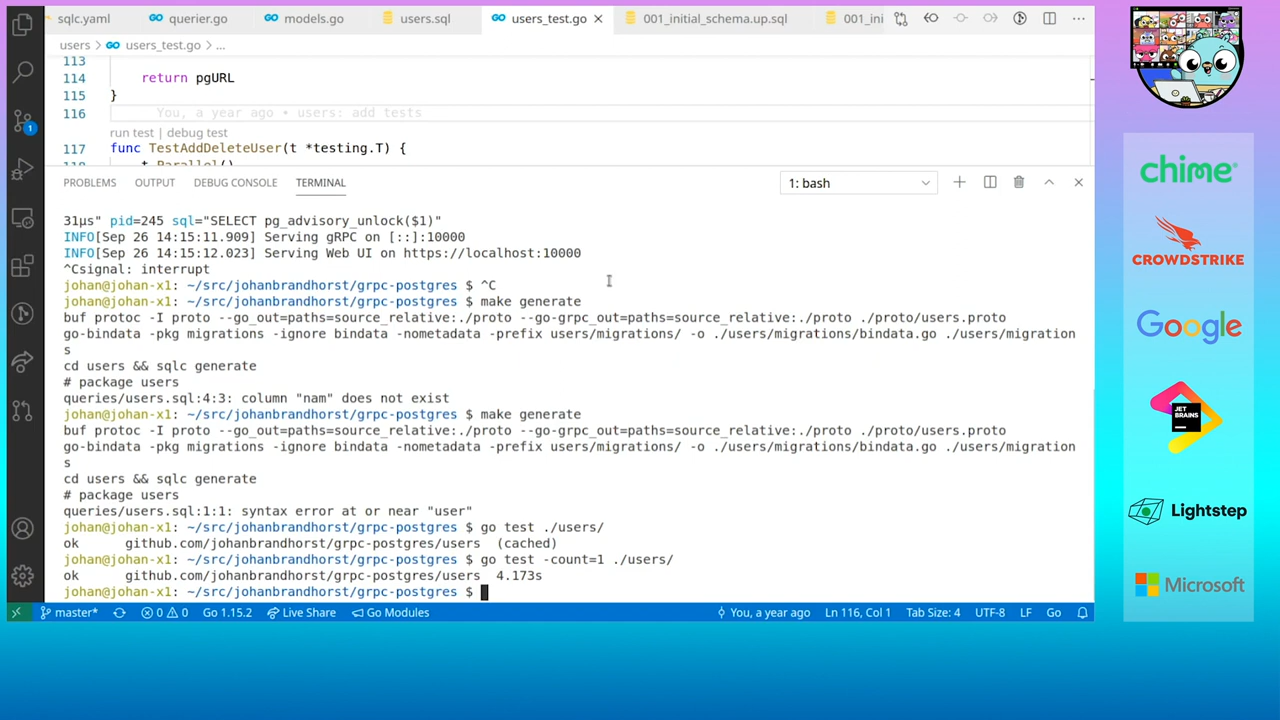 sqlc.yaml
querier.go
models.go
users.sql
users_test.go
001_initial_schema.up.sql
001_ini
users > users_test.go > ...
113
114 return pgURL
115 }
116 You, a year ago • users: add tests
run test | debug test
117 func TestAddDeleteUser(t *testing.T) {
118 t.Parallel()
PROBLEMS OUTPUT DEBUG CONSOLE TERMINAL
1: bash
31µs" pid=245 sql="SELECT pg_advisory_unlock($1)"
INFO[Sep 26 14:15:11.909] Serving gRPC on [::]:10000
INFO[Sep 26 14:15:12.023] Serving Web UI on https://localhost:10000
^Csignal: interrupt
johan@johan-x1: ~/src/johanbrandhorst/grpc-postgres $ ^C
johan@johan-x1: ~/src/johanbrandhorst/grpc-postgres $ make generate
buf protoc -I proto --go_out=paths=source_relative:./proto --go-grpc_out=paths=source_relative:./proto ./proto/users.proto
go-bindata -pkg migrations -ignore bindata -nometadata -prefix users/migrations/ -o ./users/migrations/bindata.go ./users/migration
s
cd users && sqlc generate
# package users
queries/users.sql:4:3: column "nam" does not exist
johan@johan-x1: ~/src/johanbrandhorst/grpc-postgres $ make generate
buf protoc -I proto --go_out=paths=source_relative:./proto --go-grpc_out=paths=source_relative:./proto ./proto/users.proto
go-bindata -pkg migrations -ignore bindata -nometadata -prefix users/migrations/ -o ./users/migrations/bindata.go ./users/migration
s
cd users && sqlc generate
# package users
queries/users.sql:1:1: syntax error at or near "user"
johan@johan-x1: ~/src/johanbrandhorst/grpc-postgres $ go test ./users/
ok github.com/johanbrandhorst/grpc-postgres/users (cached)
johan@johan-x1: ~/src/johanbrandhorst/grpc-postgres $ go test -count=1 ./users/
ok github.com/johanbrandhorst/grpc-postgres/users 4.173s
johan@johan-x1: ~/src/johanbrandhorst/grpc-postgres $
1
master* 0 0 Go 1.15.2 Live Share Go Modules You, a year ago Ln 116, Col 1 Tab Size: 4 UTF-8 LF Go
chime
CROWDSTRIKE
Google
JET
BRAINS
Lightstep
Microsoft